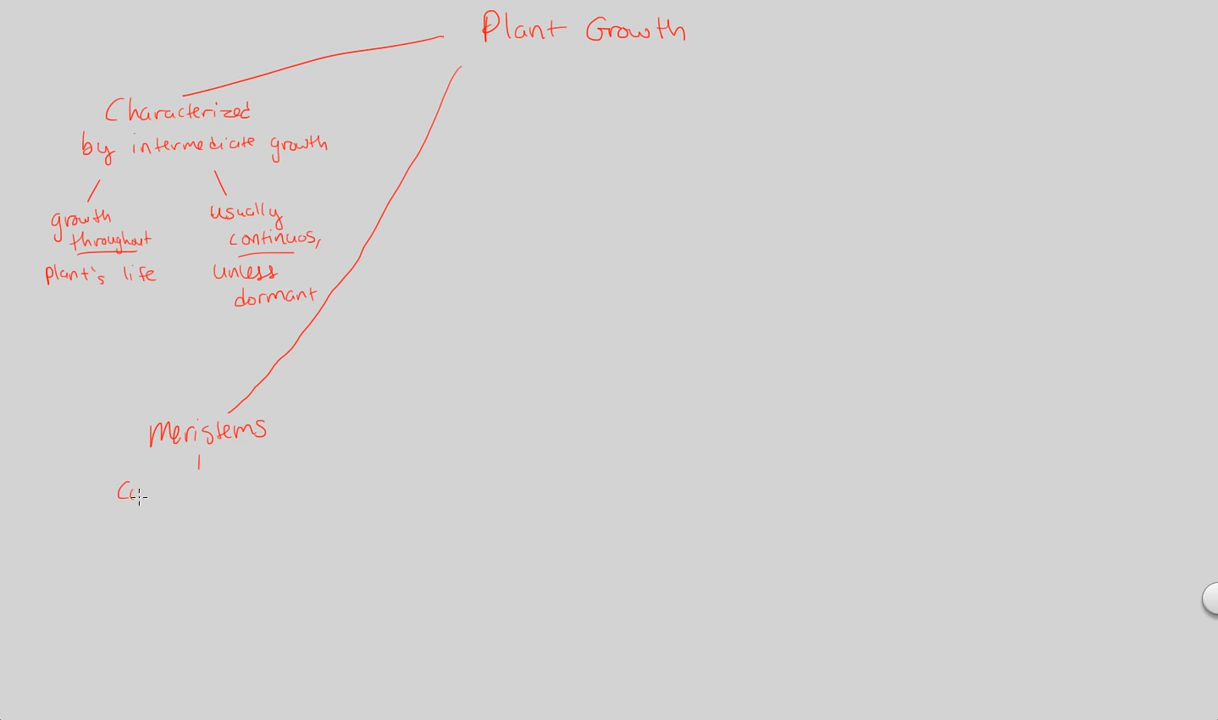 Plant Growth
Characterized
by intermediate growth
growth
throughout
plant's life
usually
continuos,
unless
dormant
Meristems